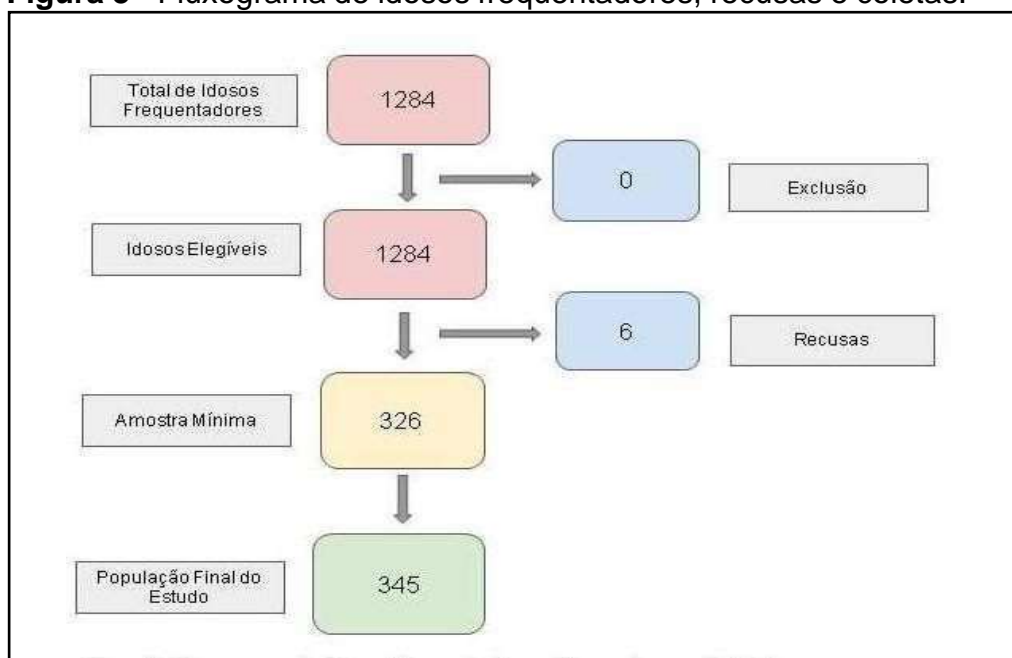 Total de Idosos
Frequentadores
1284
0
Exclusão
Idosos Elegíveis
1284
6
Recusas
Amostra Mínima
326
População Final do
Estudo
345